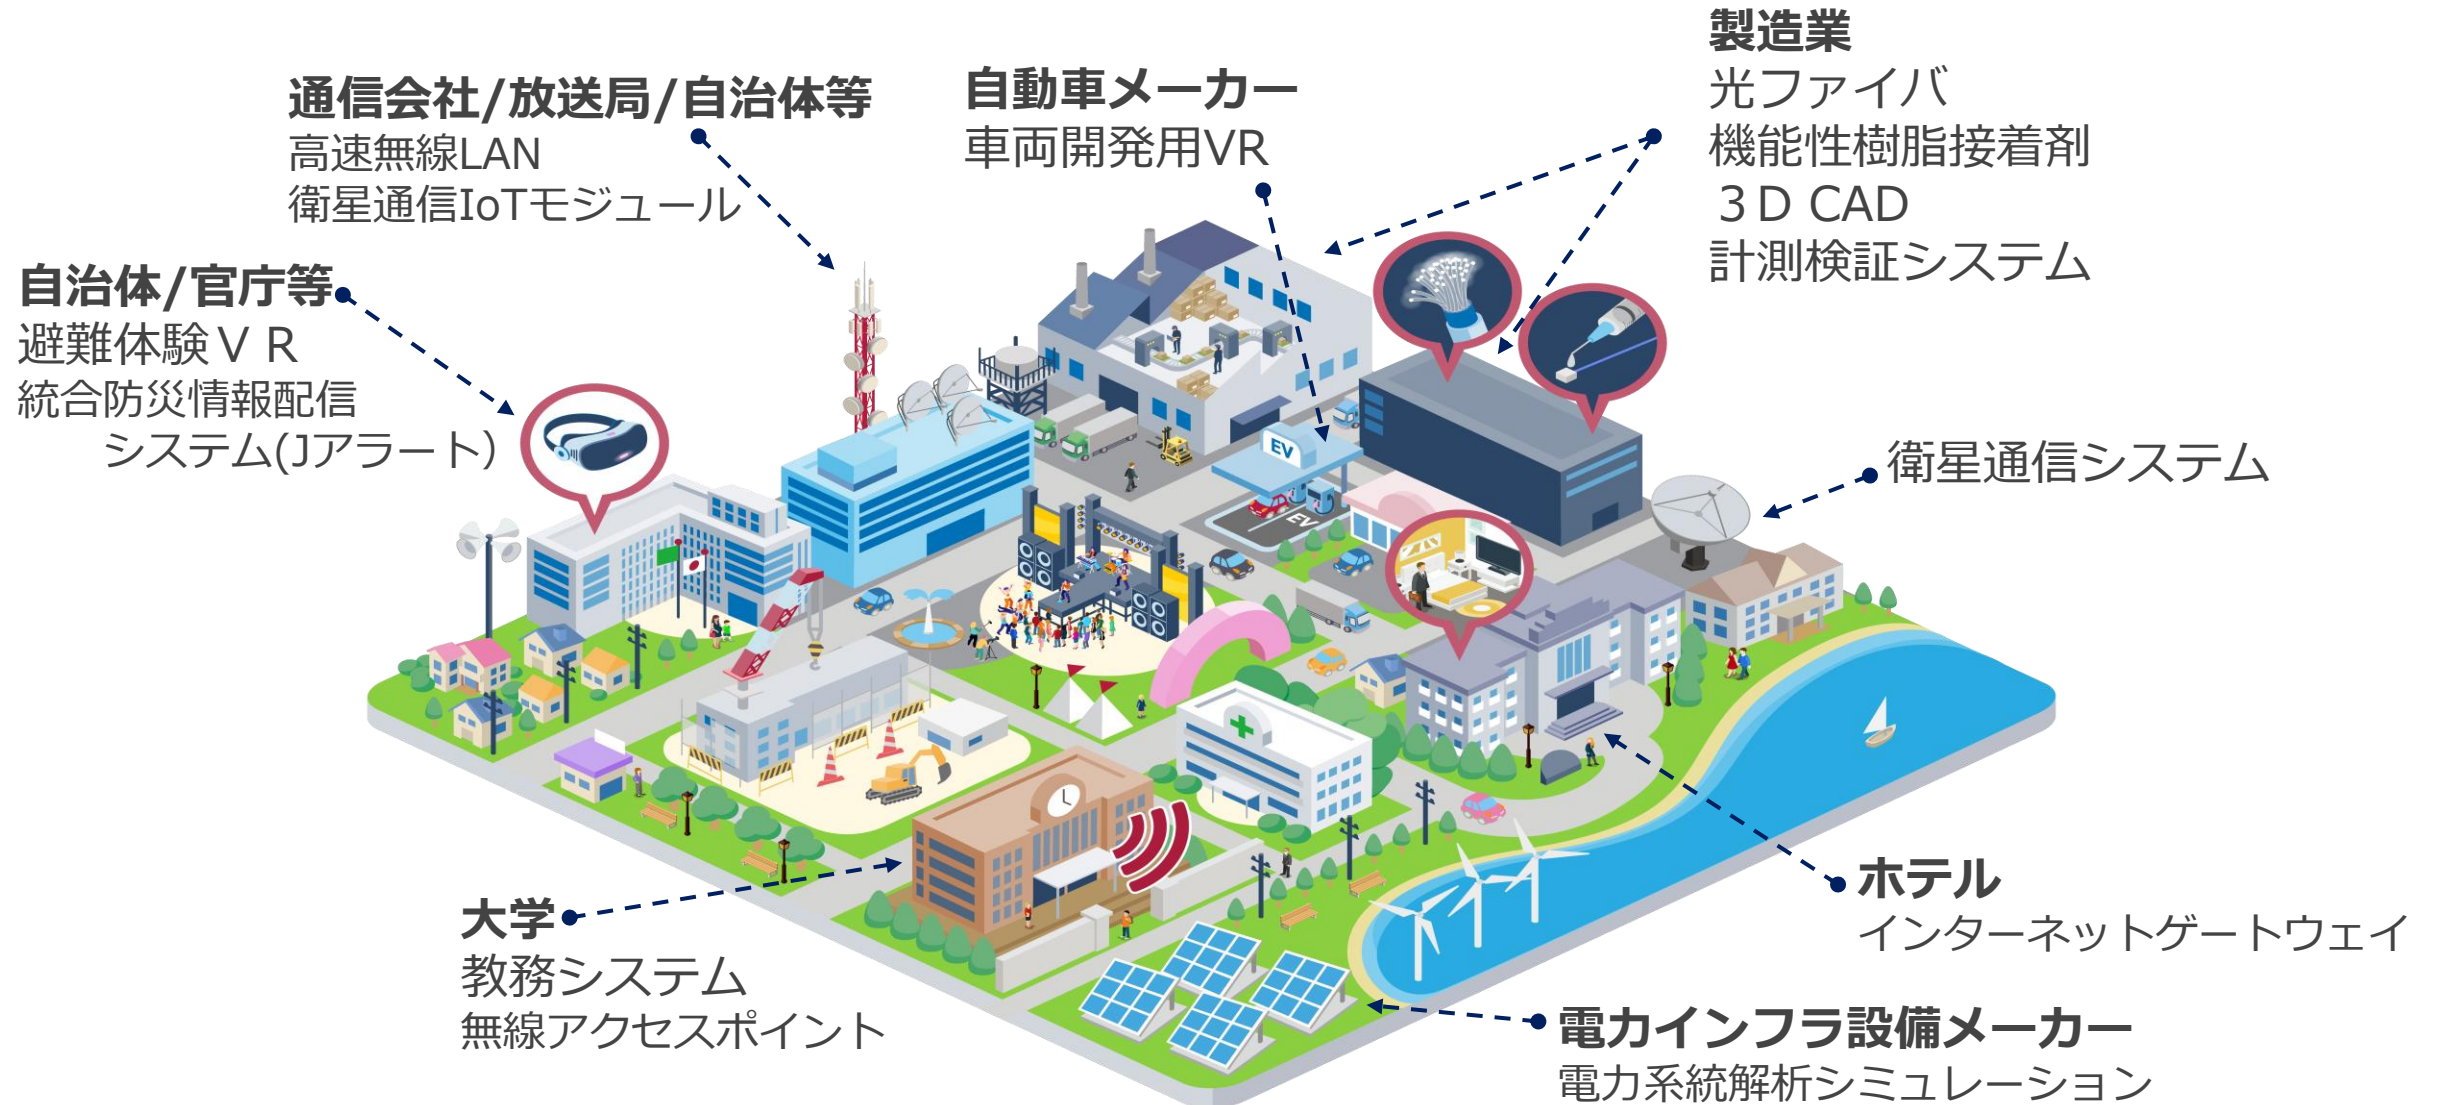 製造業
光ファイバ
機能性樹脂接着剤
３D CAD
計測検証システム
通信会社/放送局/自治体等
高速無線LAN
衛星通信IoTモジュール
自動車メーカー
車両開発用VR
自治体/官庁等
避難体験ＶＲ
統合防災情報配信
システム(Jアラート）
衛星通信システム
EV
EV
大学
教務システム
無線アクセスポイント
ホテル
インターネットゲートウェイ
電力インフラ設備メーカー
電力系統解析シミュレーション